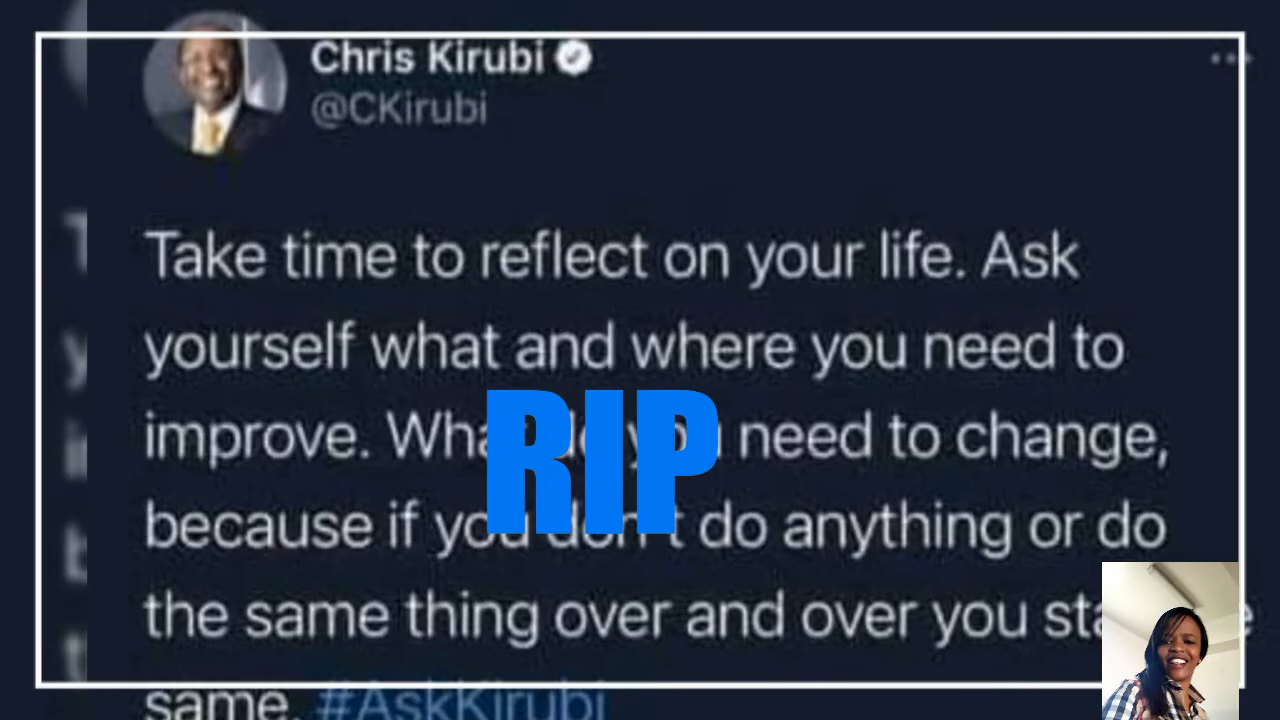 Chris Kirubi
@CKirubi
Take time to reflect on your life. Ask
yourself what and where you need to
improve. What do you need to change,
because if you don't do anything or do
the same thing over and over you
same. #AskKirubi
RIP